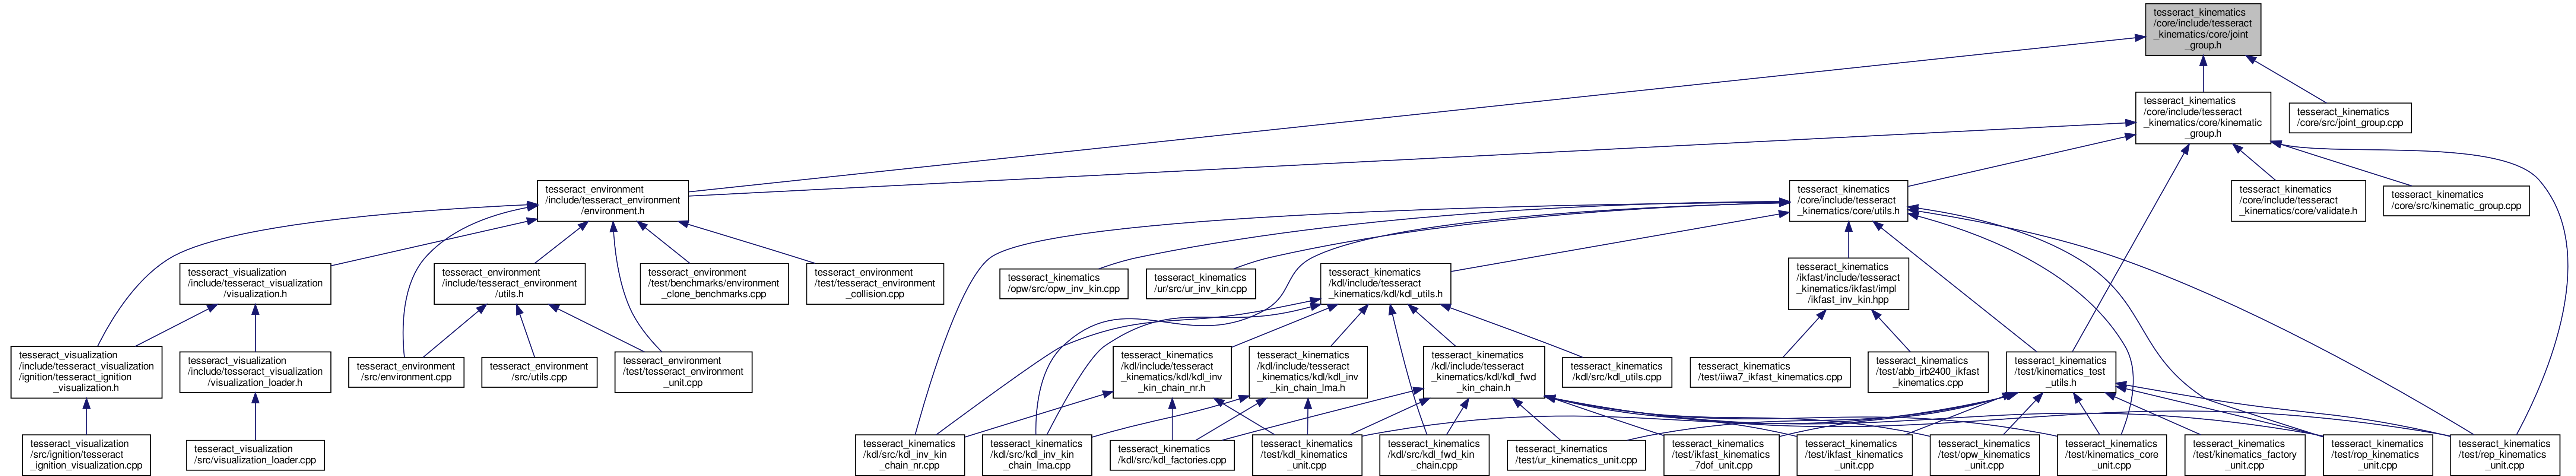 tesseract_kinematics
/core/include/tesseract
_kinematics/core/joint
_group.h
tesseract_kinematics
/core/include/tesseract
_kinematics/core/kinematic
_group.h
tesseract_kinematics
/core/src/joint_group.cpp
tesseract_environment
/include/tesseract_environment
/environment.h
tesseract_kinematics
/core/include/tesseract
_kinematics/core/utils.h
tesseract_kinematics
/core/include/tesseract
_kinematics/core/validate.h
tesseract_kinematics
/core/src/kinematic_group.cpp
tesseract_visualization
/include/tesseract_visualization
/visualization.h
tesseract_environment
/include/tesseract_environment
/utils.h
tesseract_environment
/test/benchmarks/environment
_clone_benchmarks.cpp
tesseract_environment
/test/tesseract_environment
_collision.cpp
tesseract_kinematics
/opw/src/opw_inv_kin.cpp
tesseract_kinematics
/ur/src/ur_inv_kin.cpp
tesseract_kinematics
/kdl/include/tesseract
_kinematics/kdl/kdl_utils.h
tesseract_kinematics
/ikfast/include/tesseract
_kinematics/ikfast/impl
/ikfast_inv_kin.hpp
tesseract_visualization
/include/tesseract_visualization
/ignition/tesseract_ignition
_visualization.h
tesseract_visualization
/include/tesseract_visualization
/visualization_loader.h
tesseract_environment
/src/environment.cpp
tesseract_environment
/src/utils.cpp
tesseract_environment
/test/tesseract_environment
_unit.cpp
tesseract_kinematics
/kdl/include/tesseract
_kinematics/kdl/kdl_inv
_kin_chain_nr.h
tesseract_kinematics
/kdl/include/tesseract
_kinematics/kdl/kdl_inv
_kin_chain_lma.h
tesseract_kinematics
/kdl/include/tesseract
_kinematics/kdl/kdl_fwd
_kin_chain.h
tesseract_kinematics
/kdl/src/kdl_utils.cpp
tesseract_kinematics
/test/iiwa7_ikfast_kinematics.cpp
tesseract_kinematics
/test/abb_irb2400_ikfast
_kinematics.cpp
tesseract_kinematics
/test/kinematics_test
_utils.h
tesseract_visualization
/src/ignition/tesseract
_ignition_visualization.cpp
tesseract_visualization
/src/visualization_loader.cpp
tesseract_kinematics
/kdl/src/kdl_inv_kin
_chain_nr.cpp
tesseract_kinematics
/kdl/src/kdl_inv_kin
_chain_lma.cpp
tesseract_kinematics
/kdl/src/kdl_factories.cpp
tesseract_kinematics
/test/kdl_kinematics
_unit.cpp
tesseract_kinematics
/kdl/src/kdl_fwd_kin
_chain.cpp
tesseract_kinematics
/test/ur_kinematics_unit.cpp
tesseract_kinematics
/test/ikfast_kinematics
_7dof_unit.cpp
tesseract_kinematics
/test/ikfast_kinematics
_unit.cpp
tesseract_kinematics
/test/opw_kinematics
_unit.cpp
tesseract_kinematics
/test/kinematics_core
_unit.cpp
tesseract_kinematics
/test/kinematics_factory
_unit.cpp
tesseract_kinematics
/test/rop_kinematics
_unit.cpp
tesseract_kinematics
/test/rep_kinematics
_unit.cpp